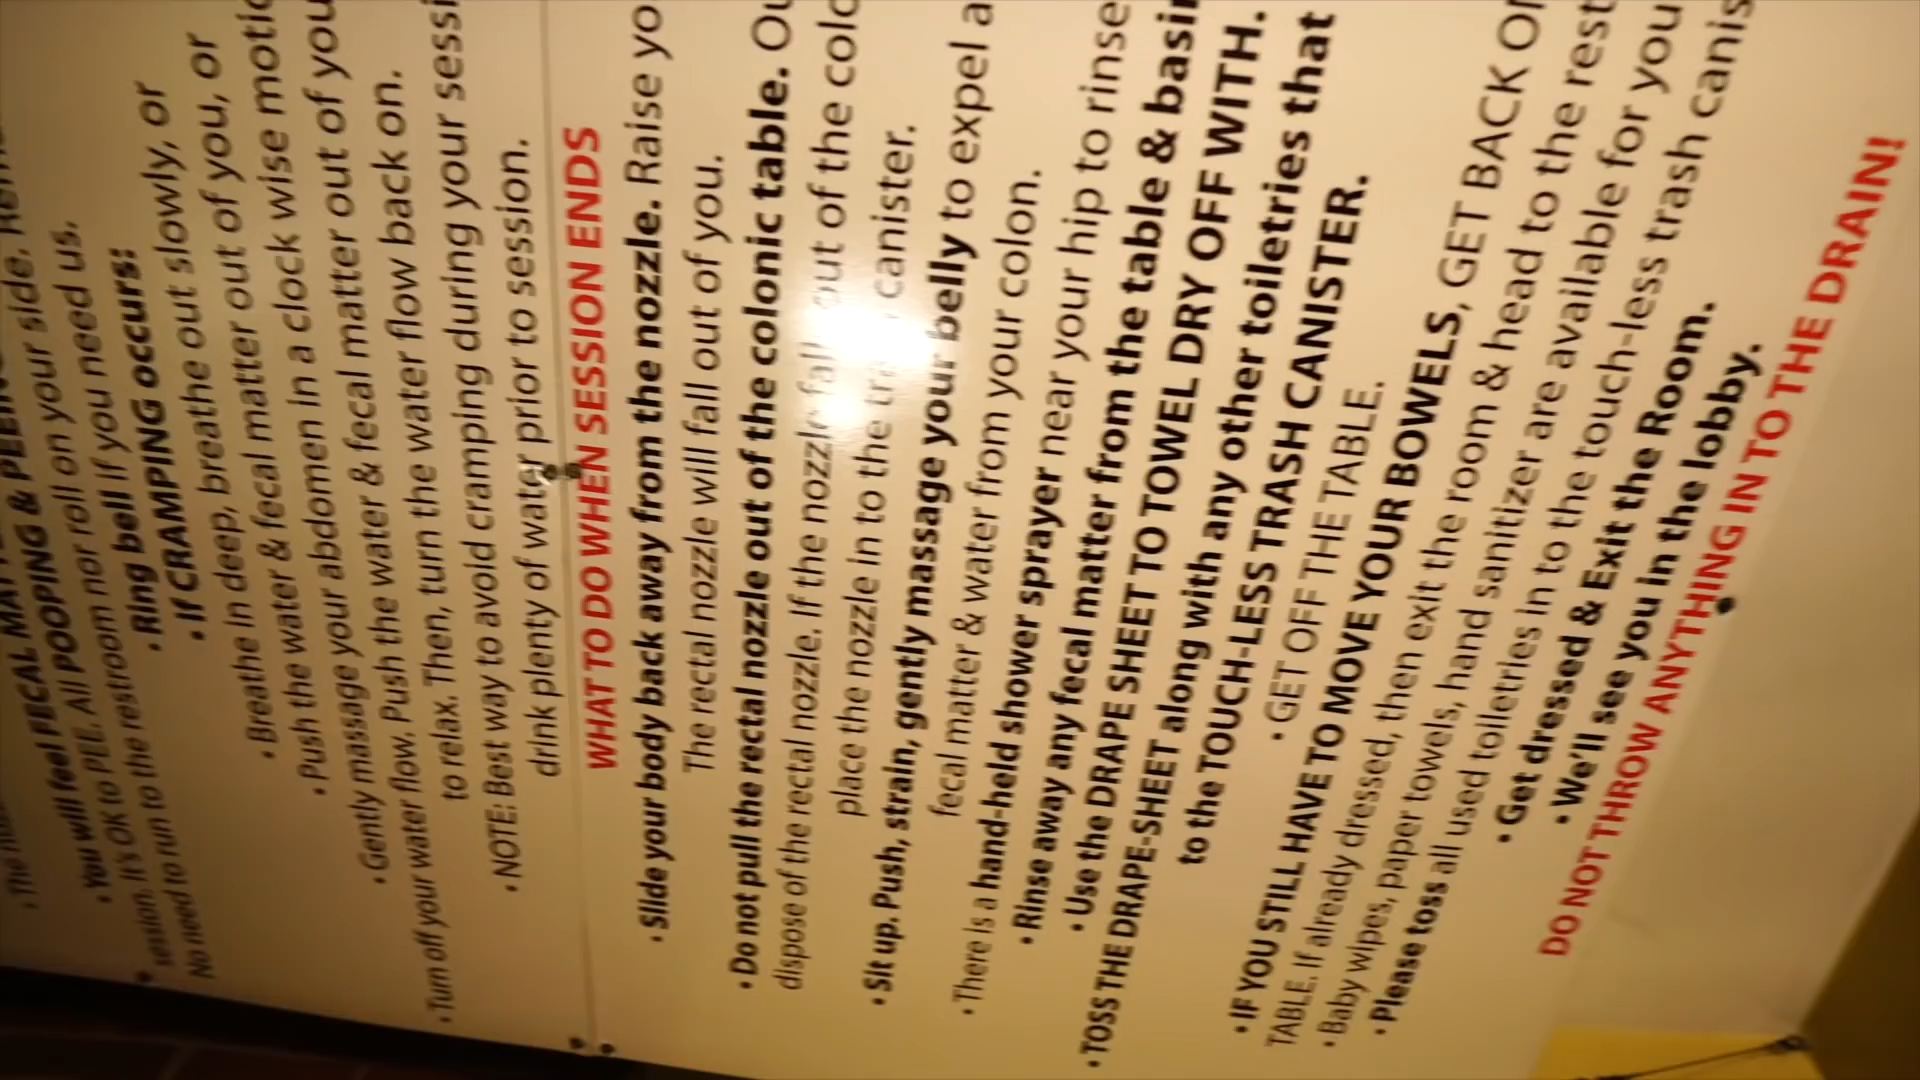 • The
FECAL MATTER
• You will feel POOPING & PEEING
session. It's OK to PEE. All nor roll on your side.
No need to run to the restroom if you need us.
• Ring bell
• If CRAMPING occurs:
• Breathe in deep, breathe out slowly, or
• Push the water & fecal matter out of you, or
• Gently massage your abdomen in a clock wise
• Turn off your water flow. Push the water & fecal matter out of you
to relax. Then, turn the water flow back on.
• NOTE: Best way to avoid cramping during your
drink plenty of water prior to session.
WHAT TO DO WHEN SESSION ENDS
• Slide your body back away from the nozzle. Raise
The rectal nozzle will fall out of you.
• Do not pull the rectal nozzle out of the colonic table.
dispose of the rectal nozzle. If the nozzle out of the
place the nozzle in to the canister.
• Sit up. Push, strain, gently massage your belly to expel
fecal matter & water from your colon.
• There is a hand-held shower sprayer near your hip to rinse
• Rinse away any fecal matter from the table &
• Use the DRAPE SHEET TO TOWEL DRY OFF WITH.
• TOSS THE DRAPE-SHEET along with any other toiletries that
to the TOUCH-LESS TRASH CANISTER.
• GET OFF THE TABLE.
• IF YOU STILL HAVE TO MOVE YOUR BOWELS, GET BACK
TABLE. If already dressed, then exit the room & head to the
• Baby wipes, paper towels, hand sanitizer are available for
• Please toss all used toiletries in to the touch-less trash
• Get dressed & Exit the Room.
• We'll see you in the lobby.
DO NOT THROW ANYTHING IN TO THE DRAIN!